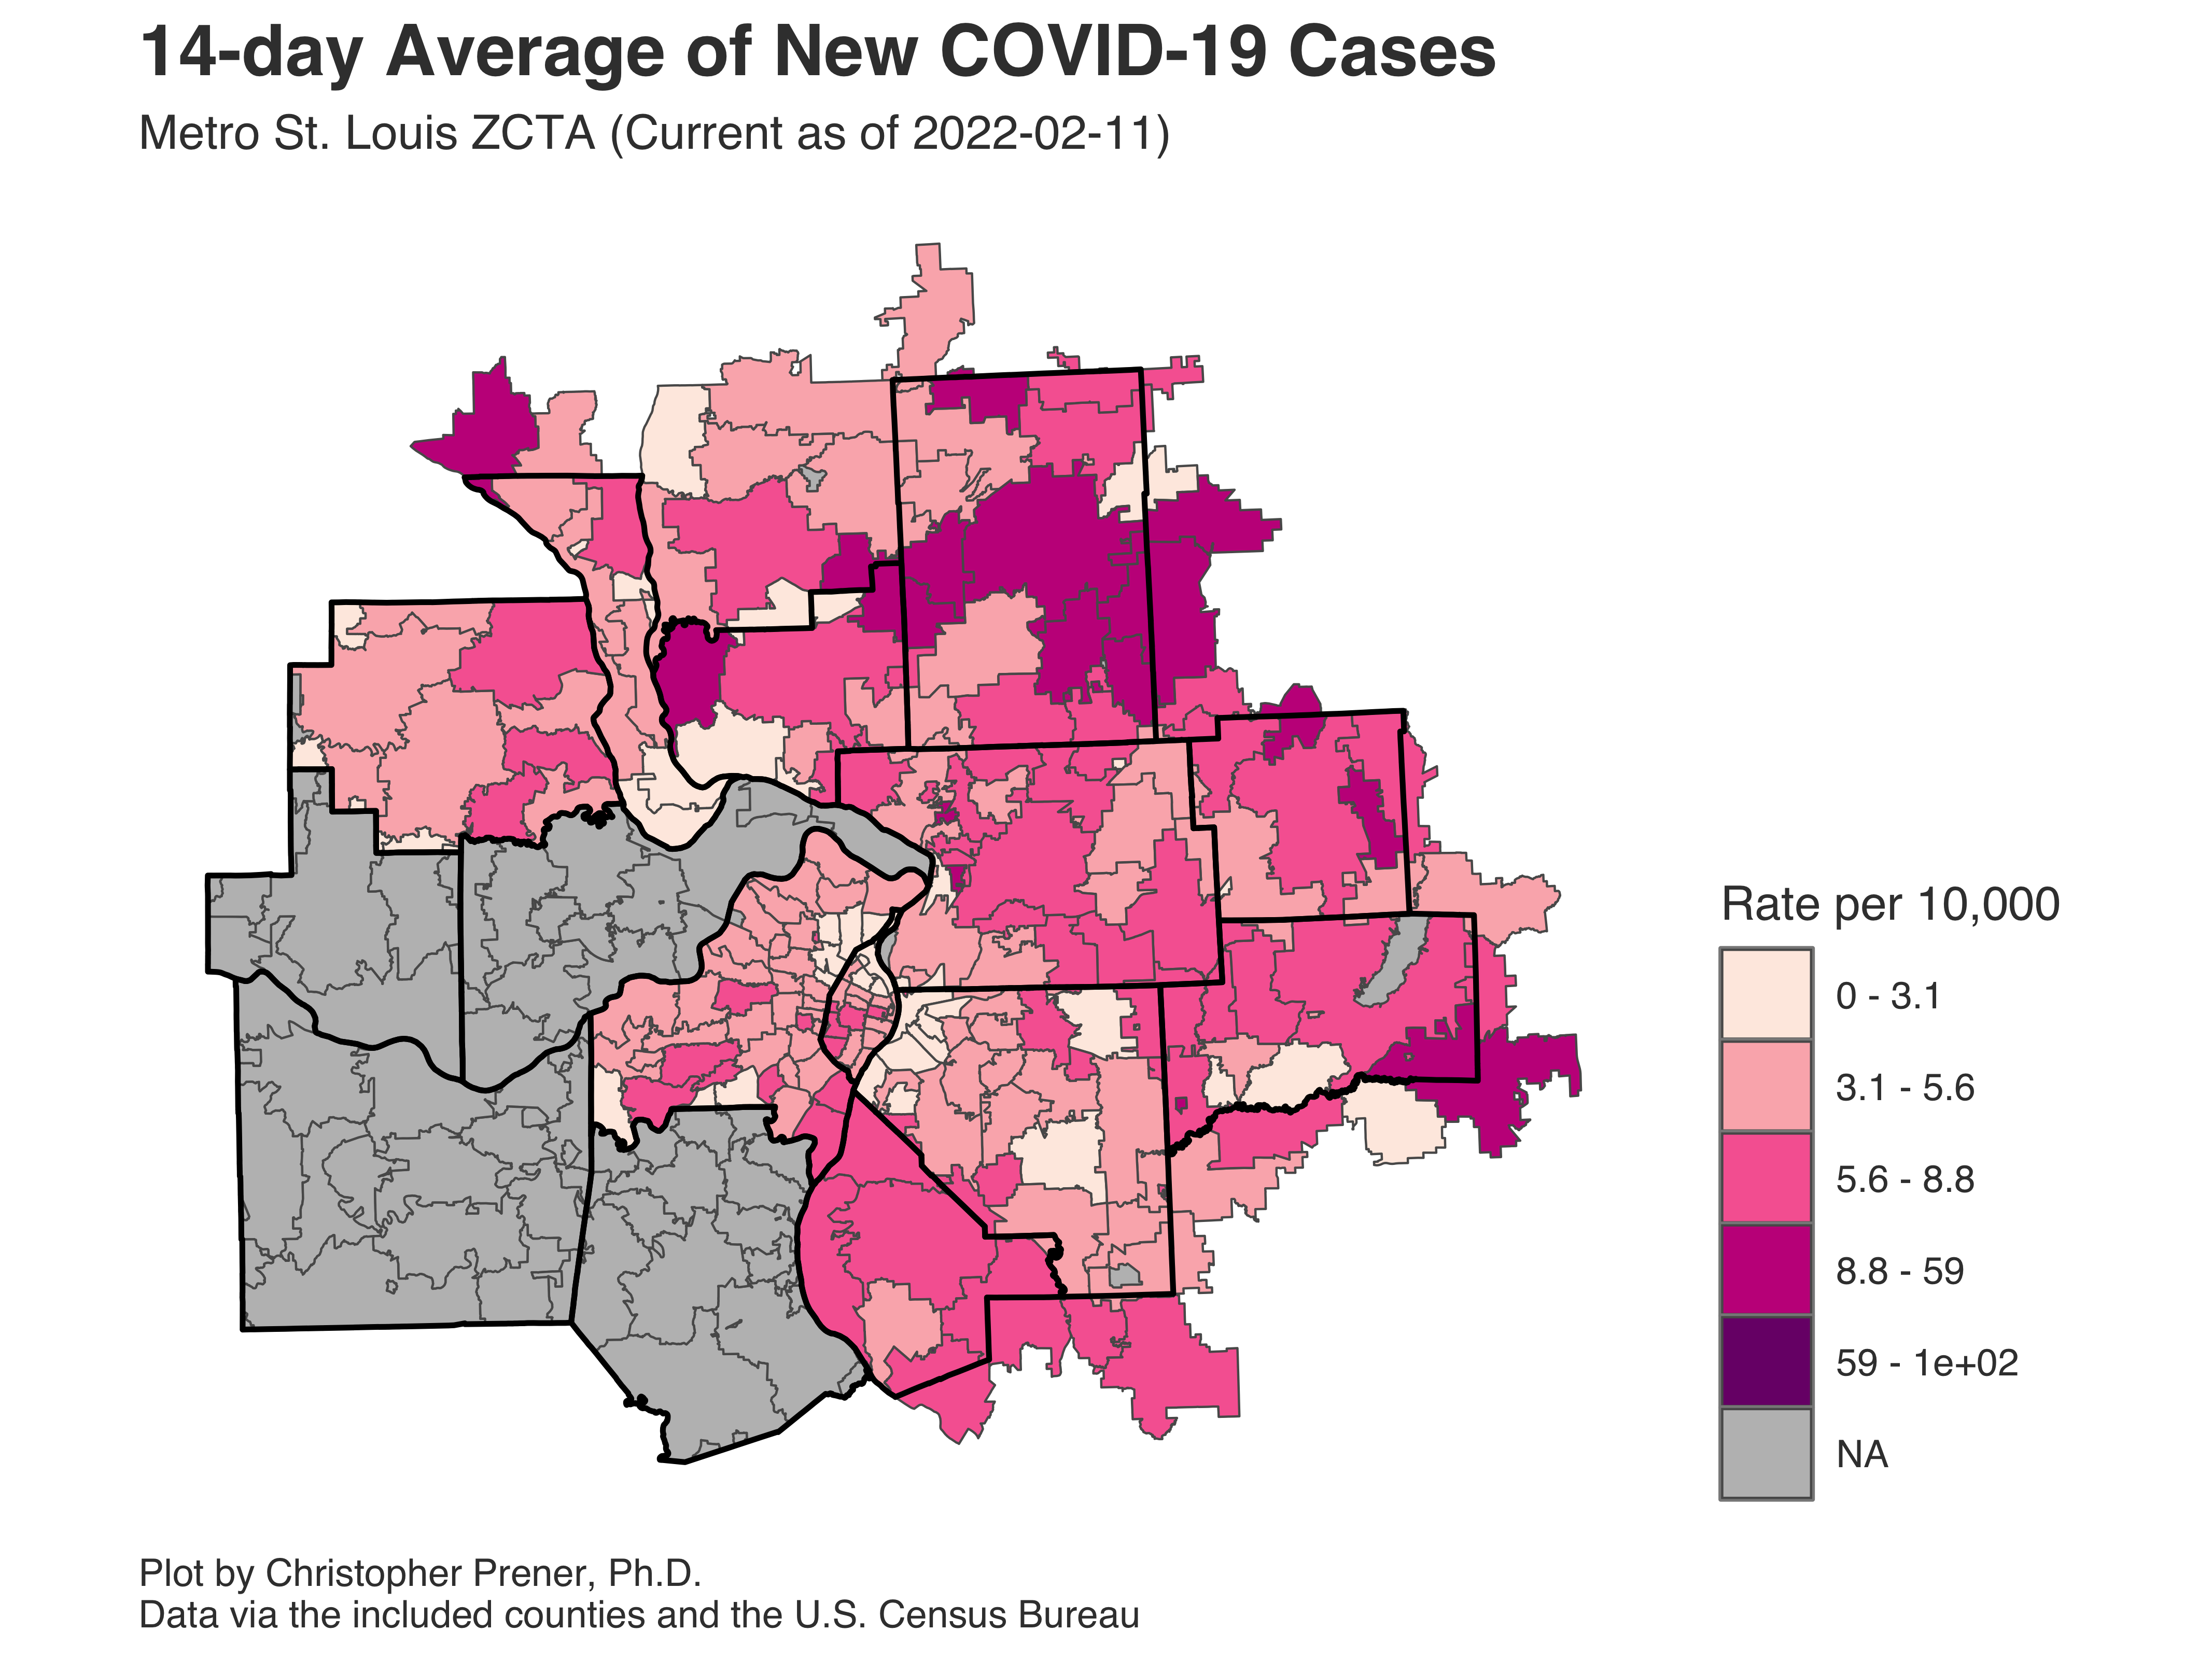 14-day Average of New COVID-19 Cases
Metro St. Louis ZCTA (Current as of 2022-02-11)
Rate per 10,000
0 - 3.1
3.1 - 5.6
5.6 - 8.8
8.8 - 59
59 - 1e+02
NA
Plot by Christopher Prener, Ph.D.
Data via the included counties and the U.S. Census Bureau